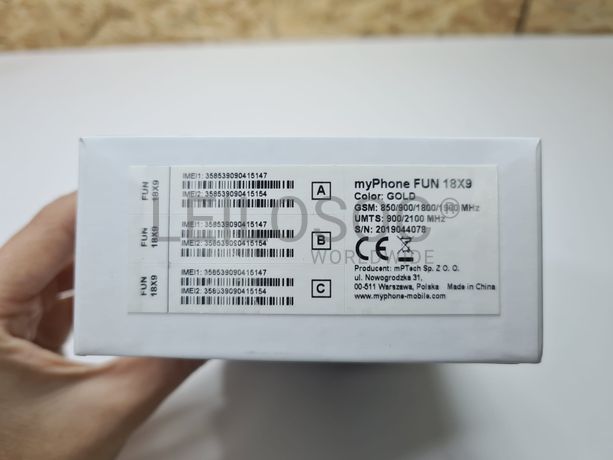 FUN 18X9
IMEI1: 358539090415147
IMEI2: 358539090415154
A
FUN 18X9
IMEI1: 358539090415147
IMEI2: 358539090415154
B
FUN 18X9
IMEI1: 358539090415147
IMEI2: 358539090415154
C
myPhone FUN 18X9
Color: GOLD
GSM: 850/900/1800/1900 MHz
UMTS: 900/2100 MHz
S/N: 2019044078
CE
Producent: mPTech Sp. Z O. O.
ul. Nowogrodzka 31,
00-511 Warszawa, Polska Made in China
www.myphone-mobile.com
LEILOSOC®
WORLDWIDE